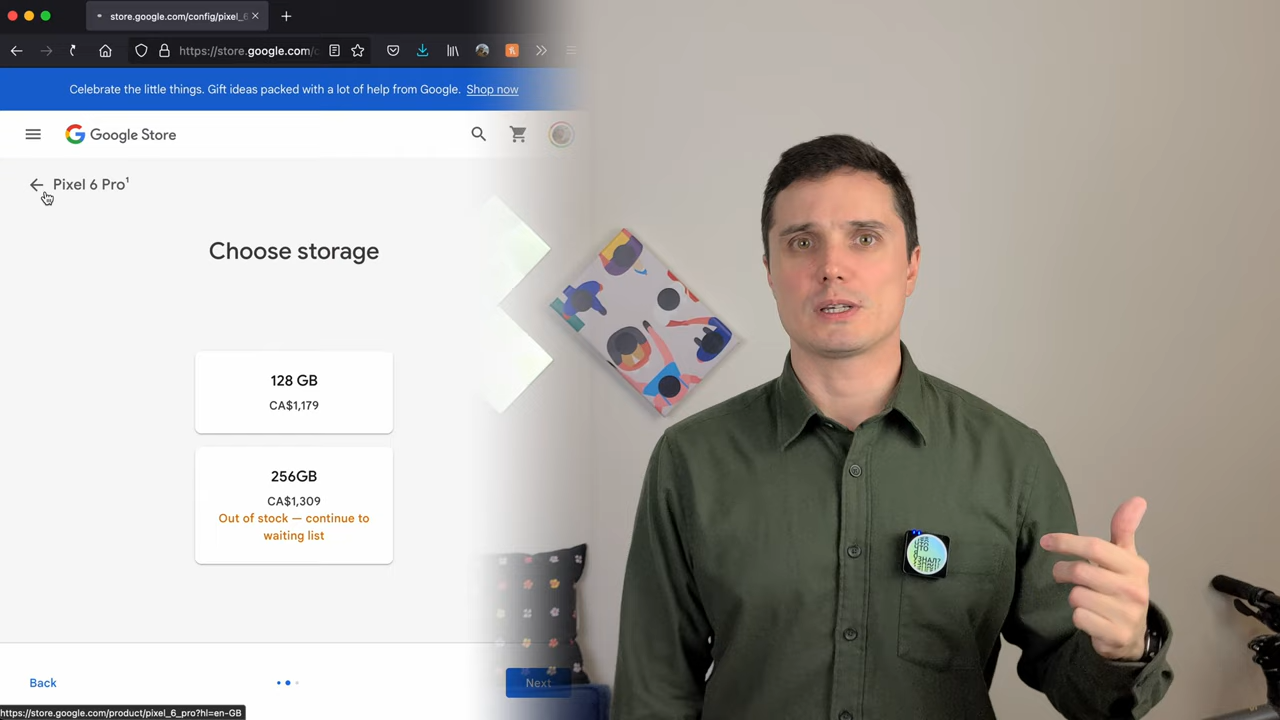 store.google.com/config/pixel_6
https://store.google.com/
Celebrate the little things. Gift ideas packed with a lot of help from Google. Shop now
Google Store
Pixel 6 Pro¹
Choose storage
128 GB
CA$1,179
256GB
CA$1,309
Out of stock — continue to
waiting list
Back
Next
https://store.google.com/product/pixel_6_pro?hl=en-GB
ЧТО
УЗНАЛ?